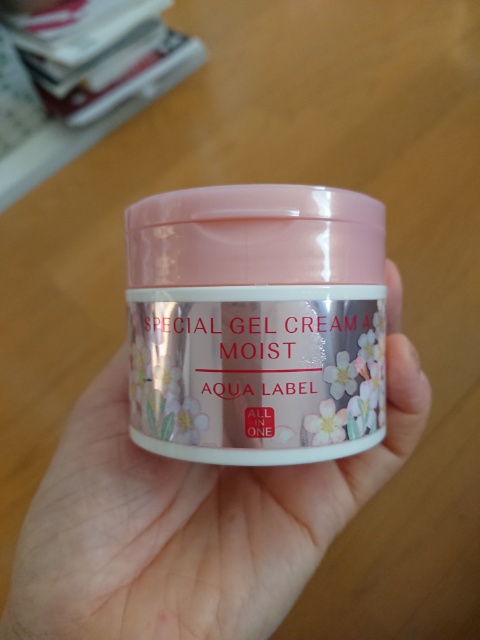 SPECIAL GEL CREAM A
MOIST
AQUA LABEL
ALL
IN
ONE